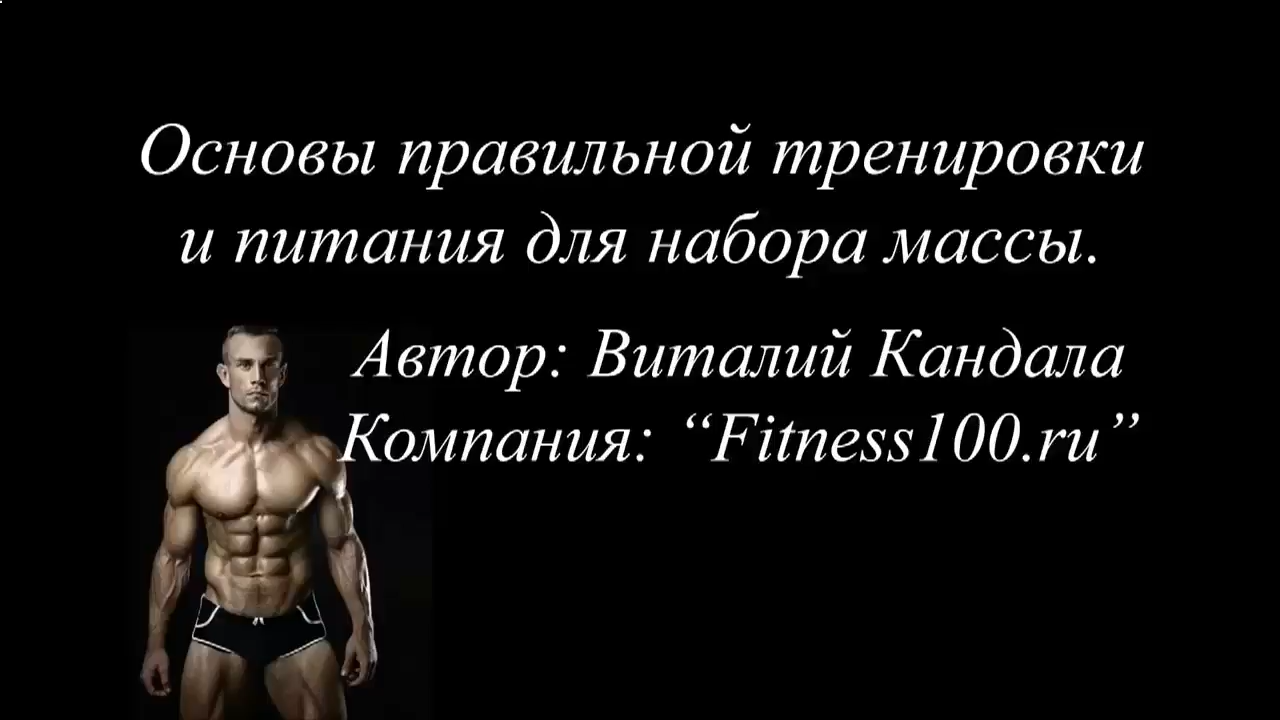 Основы правильной тренировки
и питания для набора массы.
Автор: Виталий Кандала
Компания: “Fitness100.ru”